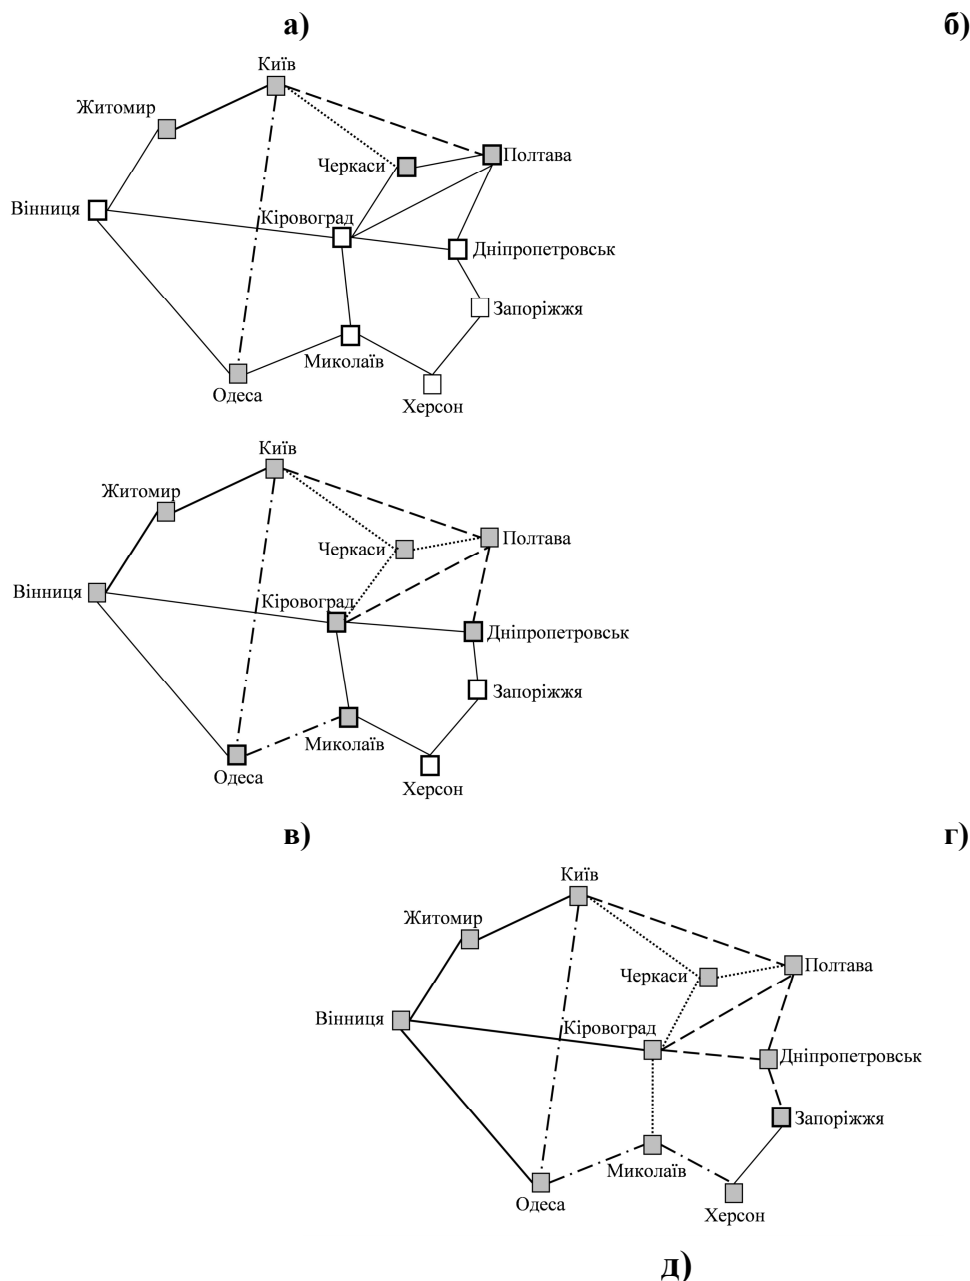 а) б)
Київ
Житомир
Черкаси
Полтава
Вінниця
Кіровоград
Дніпропетровськ
Запоріжжя
Миколаїв
Одеса
Херсон
Київ
Житомир
Черкаси
Полтава
Вінниця
Кіровоград
Дніпропетровськ
Запоріжжя
Миколаїв
Одеса
Херсон
в) г)
Київ
Житомир
Черкаси
Полтава
Вінниця
Кіровоград
Дніпропетровськ
Запоріжжя
Миколаїв
Одеса
Херсон
д)